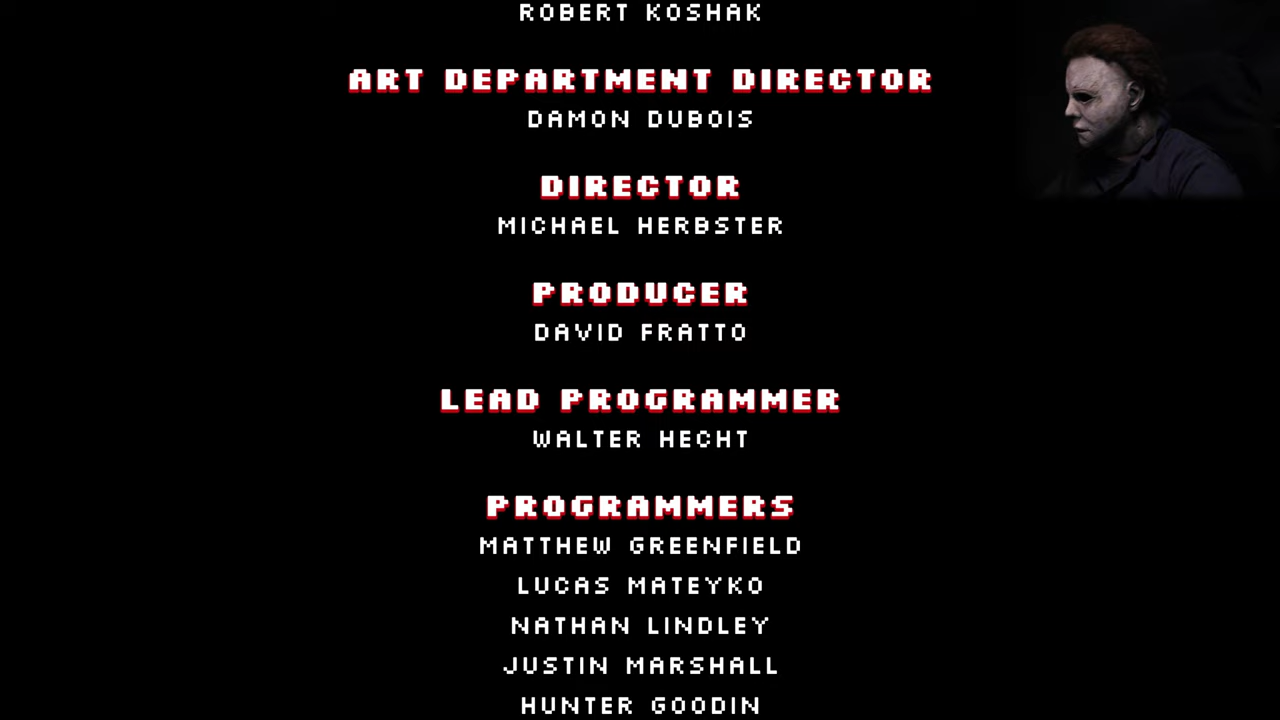 ROBERT KOSHAK
ART DEPARTMENT DIRECTOR
DAMON DUBOIS
DIRECTOR
MICHAEL HERBSTER
PRODUCER
DAVID FRATTO
LEAD PROGRAMMER
WALTER HECHT
PROGRAMMERS
MATTHEW GREENFIELD
LUCAS MATEYKO
NATHAN LINDLEY
JUSTIN MARSHALL
HUNTER GOODIN